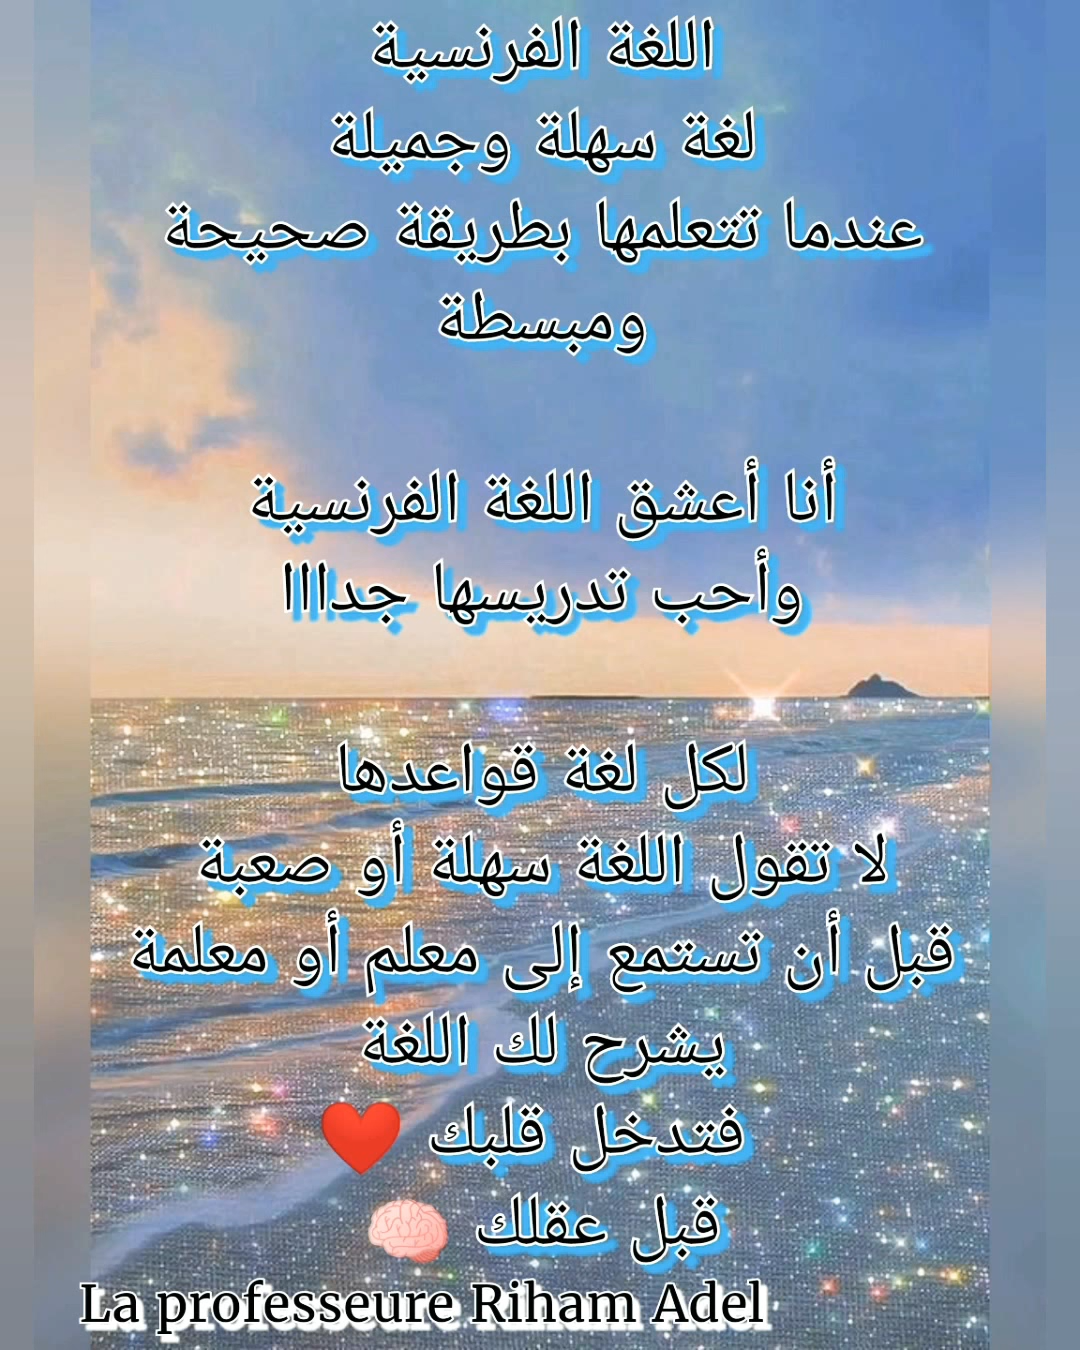 اللغة الفرنسية
لغة سهلة وجميلة
عندما تتعلمها بطريقة صحيحة
ومبسطة
أنا أعشق اللغة الفرنسية
وأحب تدريسها جدااا
لكل لغة قواعدها
لا تقول اللغة سهلة أو صعبة
قبل أن تستمع إلى معلم أو معلمة
يشرح لك اللغة
فتدخل قلبك ❤️
قبل عقلك 🧠
La professeure Riham Adel